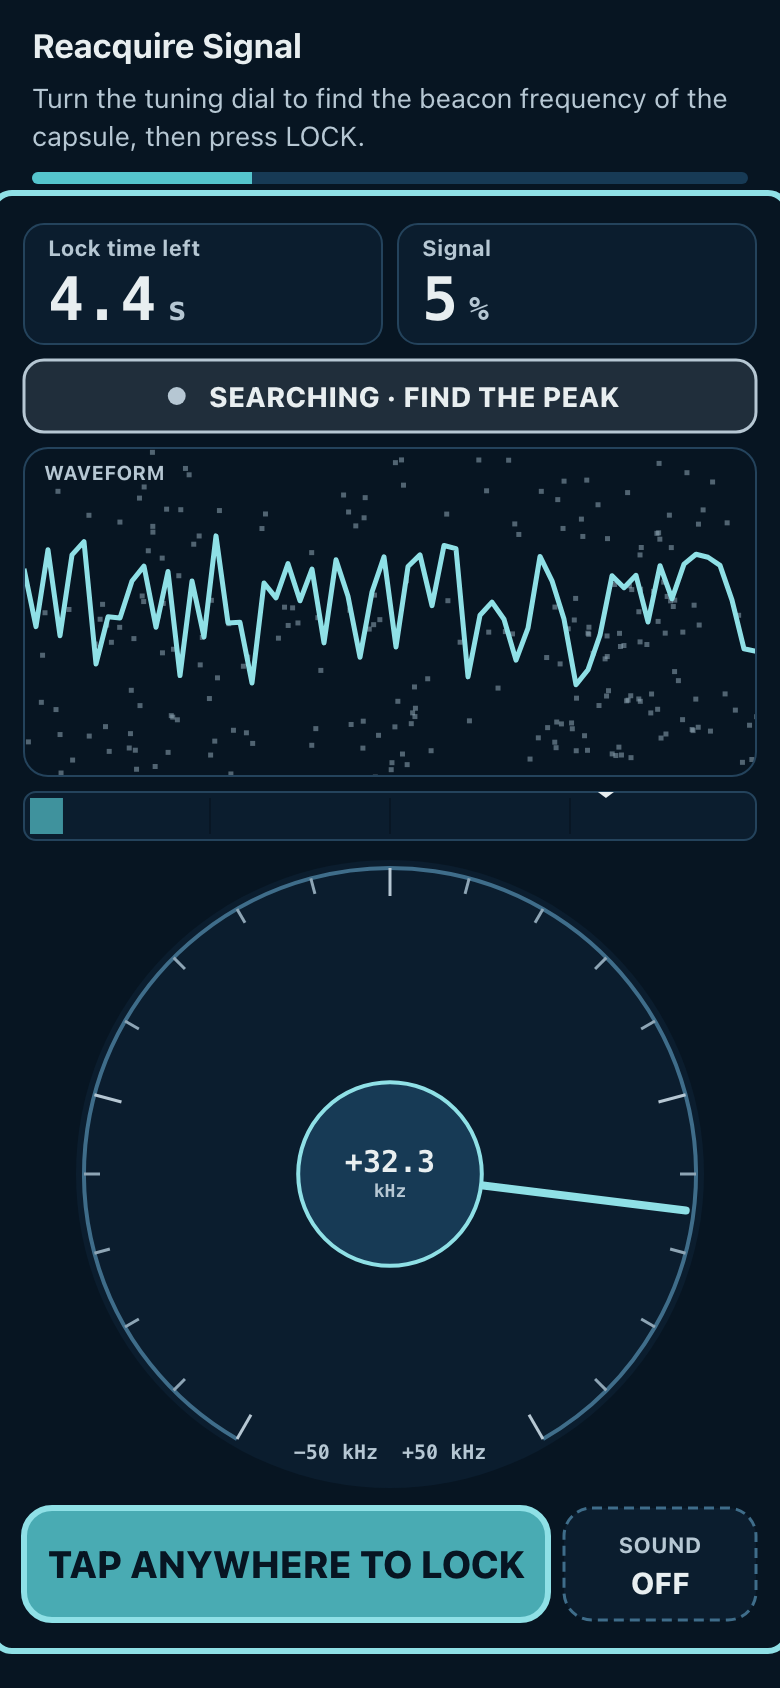 Reacquire Signal
Turn the tuning dial to find the beacon frequency of the
capsule, then press LOCK.
Lock time left
4.4 s
Signal
5 %
SEARCHING · FIND THE PEAK
WAVEFORM
+32.3
kHz
−50 kHz +50 kHz
TAP ANYWHERE TO LOCK
SOUND
OFF